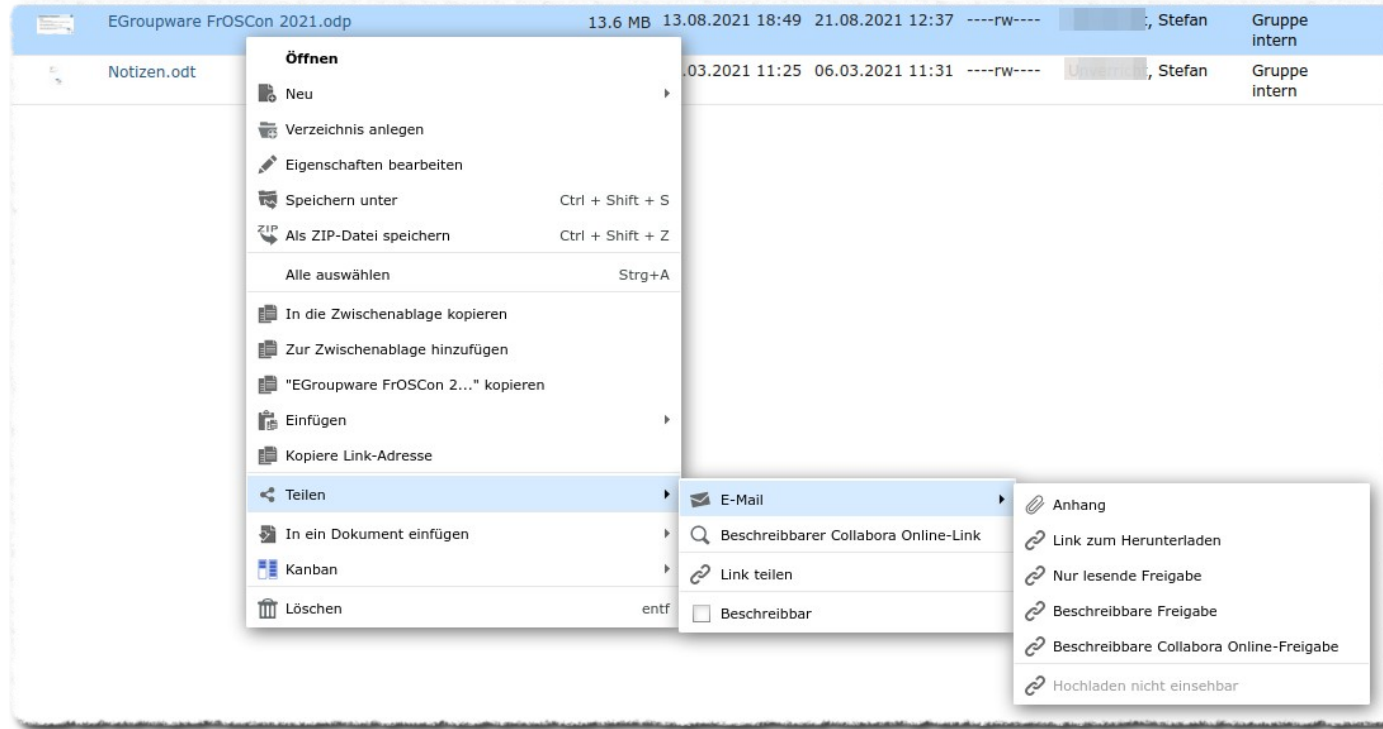 EGroupware FrOSCon 2021.odp 13.6 MB 13.08.2021 18:49 21.08.2021 12:37 ----rw---- , Stefan Gruppe intern
Notizen.odt .03.2021 11:25 06.03.2021 11:31 ----rw---- , Stefan Gruppe intern
Öffnen
Neu
Verzeichnis anlegen
Eigenschaften bearbeiten
Speichern unter Ctrl + Shift + S
ZIP Als ZIP-Datei speichern Ctrl + Shift + Z
Alle auswählen Strg+A
In die Zwischenablage kopieren
Zur Zwischenablage hinzufügen
"EGroupware FrOSCon 2..." kopieren
Einfügen
Kopiere Link-Adresse
Teilen
In ein Dokument einfügen
Kanban
Löschen entf
E-Mail
Beschreibbarer Collabora Online-Link
Link teilen
Beschreibbar
Anhang
Link zum Herunterladen
Nur lesende Freigabe
Beschreibbare Freigabe
Beschreibbare Collabora Online-Freigabe
Hochladen nicht einsehbar